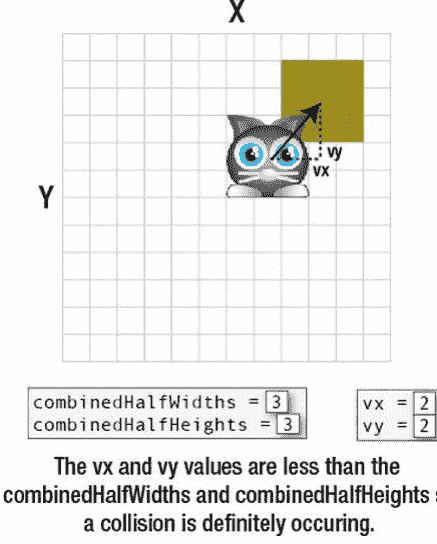 X
Y
vy
vx
combinedHalfWidths = 3
combinedHalfHeights = 3
vx = 2
vy = 2
The vx and vy values are less than the
combinedHalfWidths and combinedHalfHeights
a collision is definitely occuring.